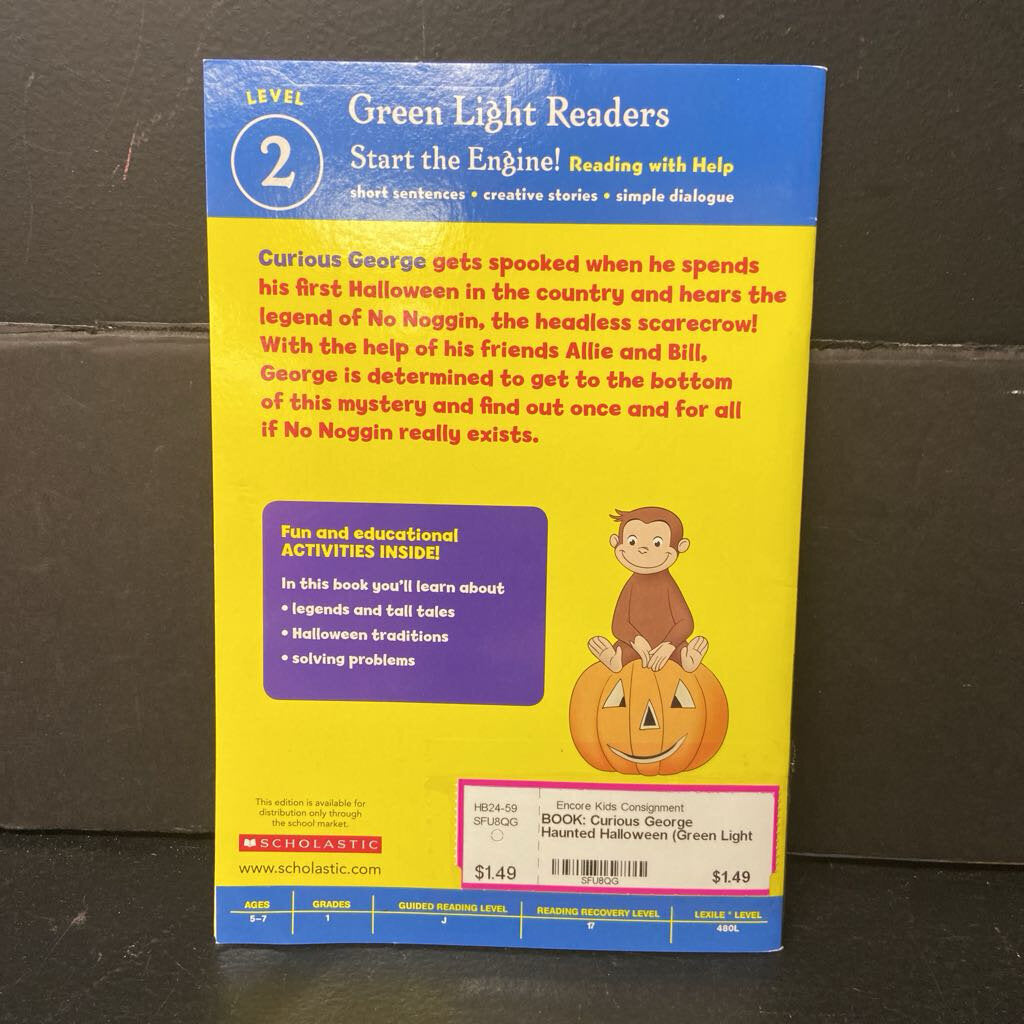 LEVEL
2
Green Light Readers
Start the Engine! Reading with Help
short sentences • creative stories • simple dialogue
Curious George gets spooked when he spends
his first Halloween in the country and hears the
legend of No Noggin, the headless scarecrow!
With the help of his friends Allie and Bill,
George is determined to get to the bottom
of this mystery and find out once and for all
if No Noggin really exists.
Fun and educational
ACTIVITIES INSIDE!
In this book you'll learn about
• legends and tall tales
• Halloween traditions
• solving problems
This edition is available for
distribution only through
the school market.
SCHOLASTIC
www.scholastic.com
HB24-59
SFU8QG
$1.49
Encore Kids Consignment
BOOK: Curious George
Haunted Halloween (Green Light
SFU8QG
$1.49
AGES
5–7
GRADES
1
GUIDED READING LEVEL
J
READING RECOVERY LEVEL
17
LEXILE ® LEVEL
480L